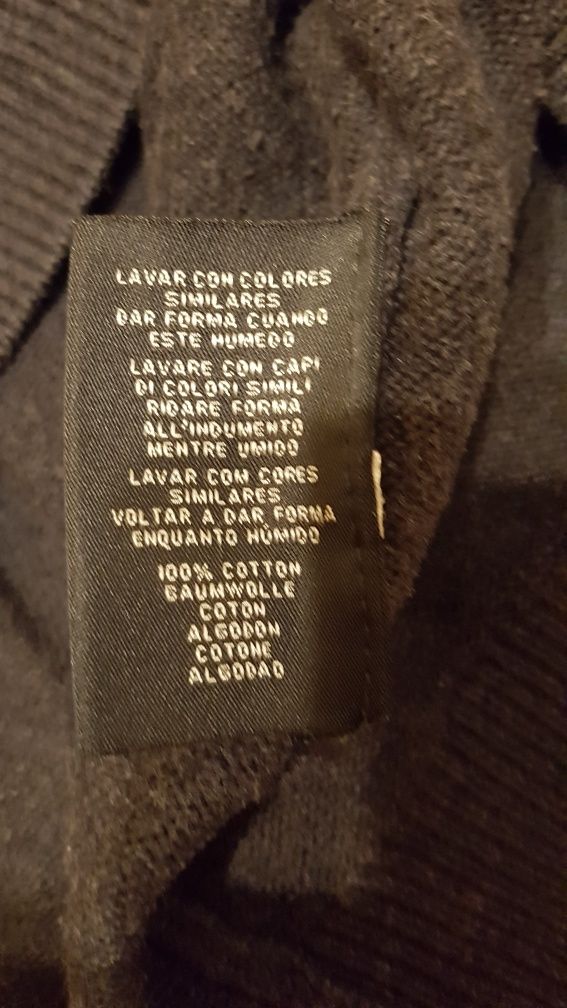 LAVAR CON COLORES
SIMILARES
DAR FORMA CUANDO
ESTE HUMEDO
LAVARE CON CAPI
DI COLORI SIMILI
RIDARE FORMA
ALL'INDUMENTO
MENTRE UMIDO
LAVAR COM CORES
SIMILARES
VOLTAR A DAR FORMA
ENQUANTO HÚMIDO
100% COTTON
BAUMWOLLE
COTON
ALGODON
COTONE
ALGODAO